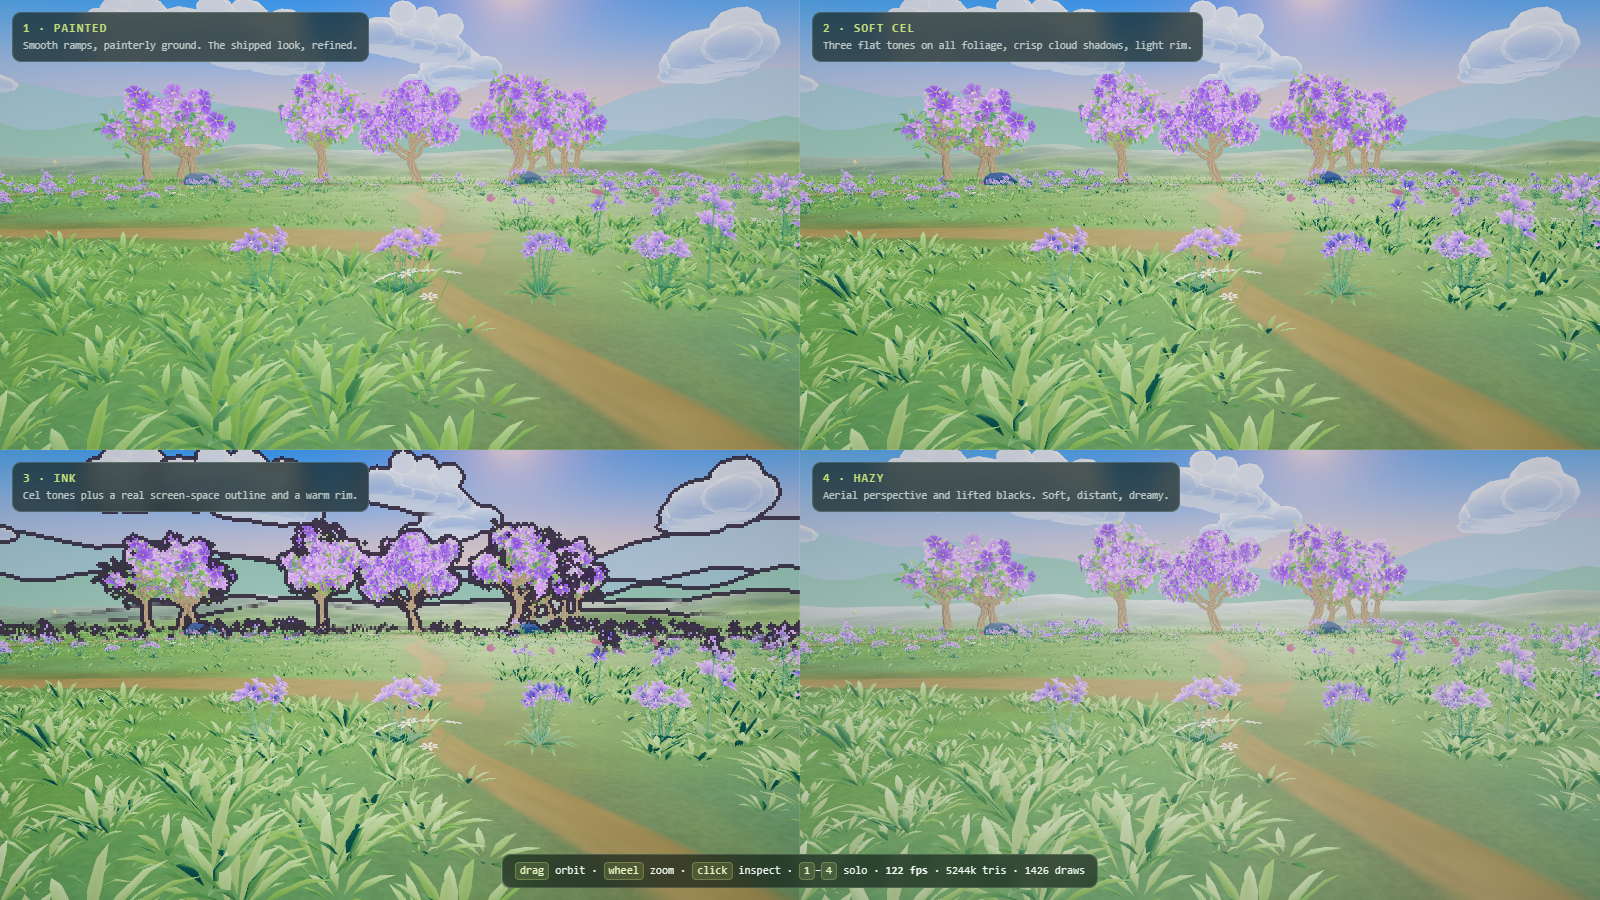 1 · PAINTED
Smooth ramps, painterly ground. The shipped look, refined.
2 · SOFT CEL
Three flat tones on all foliage, crisp cloud shadows, light rim.
3 · INK
Cel tones plus a real screen-space outline and a warm rim.
4 · HAZY
Aerial perspective and lifted blacks. Soft, distant, dreamy.
drag orbit · wheel zoom · click inspect · 1–4 solo · 122 fps · 5244k tris · 1426 draws